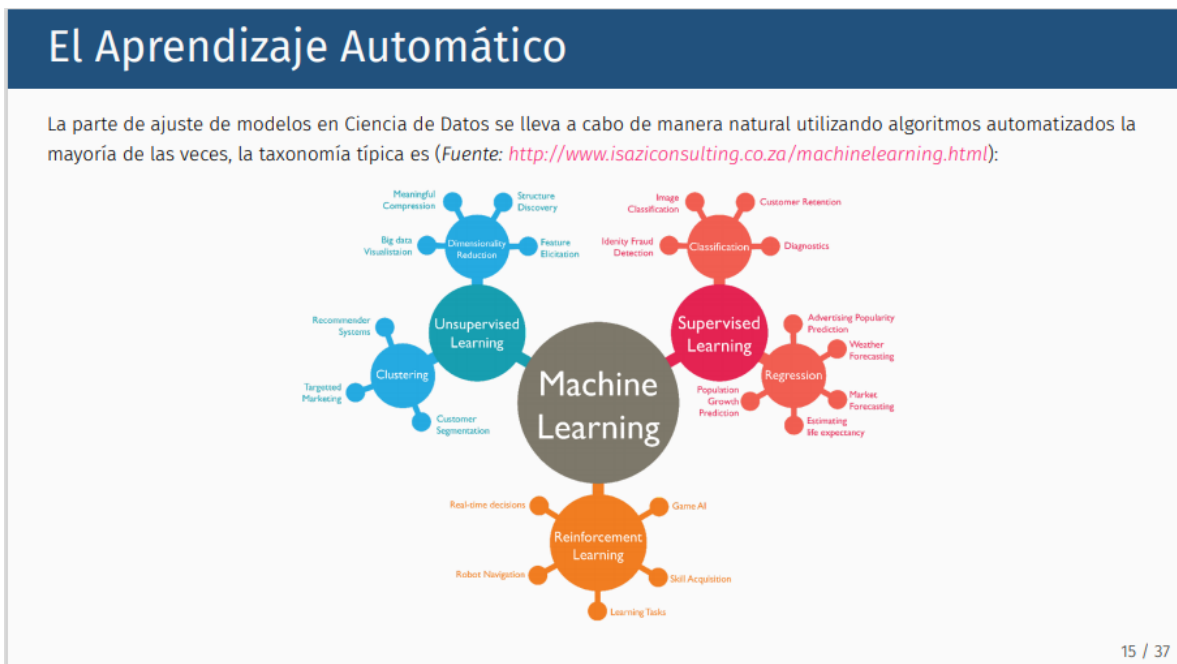 El Aprendizaje Automático
La parte de ajuste de modelos en Ciencia de Datos se lleva a cabo de manera natural utilizando algoritmos automatizados la
mayoría de las veces, la taxonomía típica es (Fuente: http://www.isaziconsulting.co.za/machinelearning.html):
Meaningful
Compression
Structure
Discovery
Big data
Visualistaion
Dimensionality
Reduction
Feature
Elicitation
Image
Classification
Customer Retention
Idenity Fraud
Detection
Classification
Diagnostics
Recommender
Systems
Unsupervised
Learning
Clustering
Targetted
Marketing
Customer
Segmentation
Supervised
Learning
Advertising Popularity
Prediction
Weather
Forecasting
Regression
Population
Growth
Prediction
Market
Forecasting
Estimating
life expectancy
Machine
Learning
Real-time decisions
Game AI
Reinforcement
Learning
Robot Navigation
Skill Acquisition
Learning Tasks
15 / 37